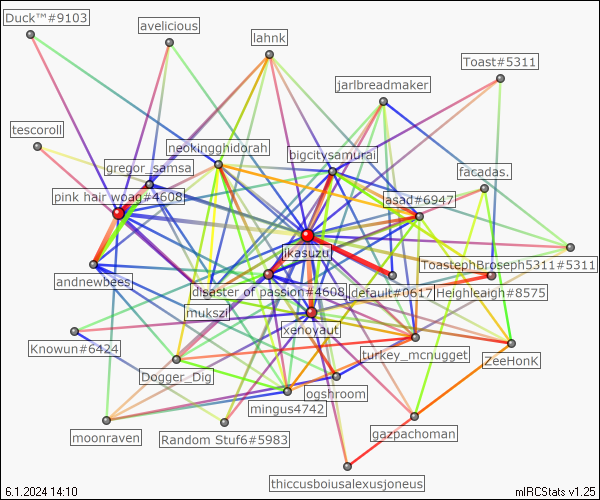 Duck™#9103
avelicious
lahnk
Toast#5311
jarlbreadmaker
tescoroll
neokingghidorah
bigcitysamurai
gregor_samsa
facadas.
pink hair woag#4608
lasad#6947
jkasuzu
ToastephBroseph5311#5311
andnewbees
disaster of passion#4608
default#0617
Heighleaigh#8575
mukszi
xenoyaut
Knowun#6424
turkey_mcnugget
ZeeHonK
Dogger_Dig
ogshroom
mingus4742
moonraven
Random Stuf6#5983
gazpachoman
thiccusboiusalexusjoneus
6.1.2024 14:10
mIRCStats v1.25